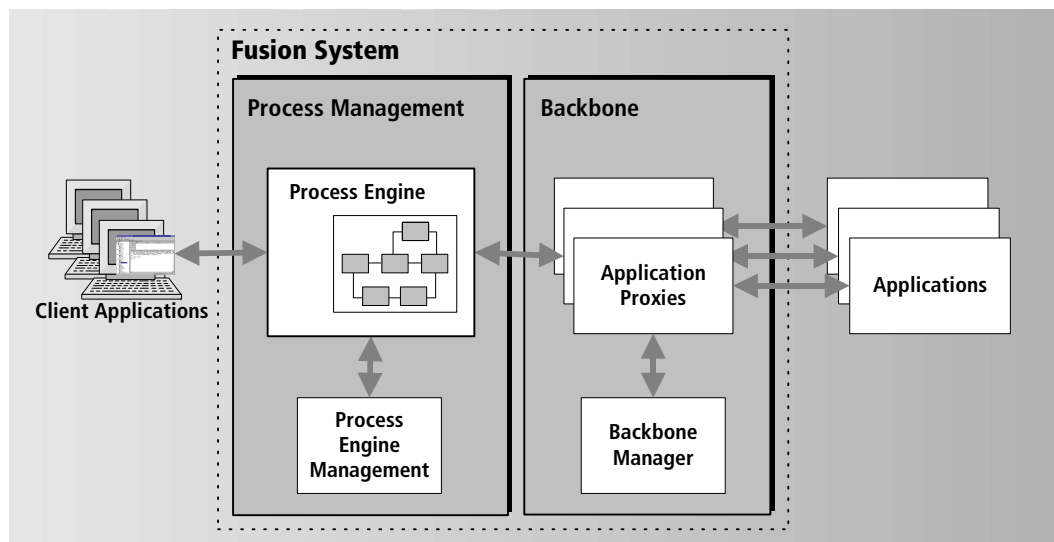 Fusion System
Process Management
Backbone
Process Engine
Client Applications
Application
Proxies
Applications
Process
Engine
Management
Backbone
Manager